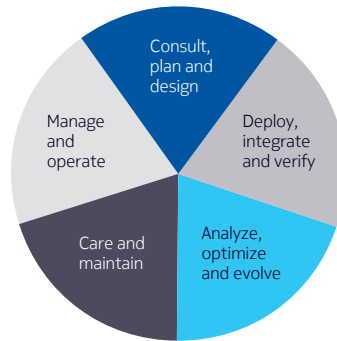 Consult,
plan and
design
Deploy,
integrate
and verify
Analyze,
optimize
and evolve
Care and
maintain
Manage
and
operate